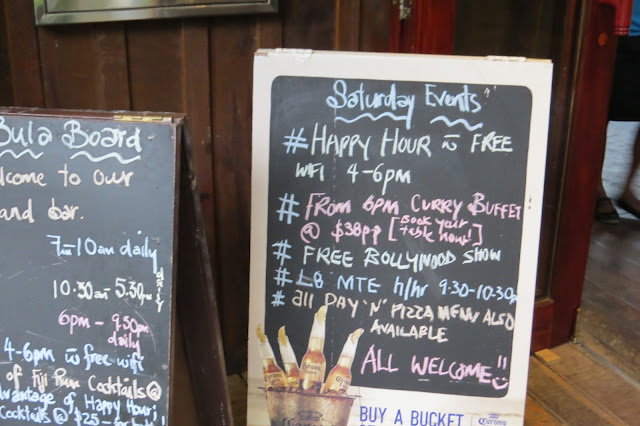 Bula Board
lcome to our
and bar.
7am-10am daily
10:30am-5:30pm daily
6pm - 9:30pm
daily
4-6pm w free wifi
of Fiji Rum Cocktails @
advantage of Happy Hour!
Cocktails @ $25
Saturday Events
# HAPPY HOUR w FREE
WIFI 4-6pm
# FROM 6PM CURRY BUFFET
@ $38pp [Book your
table now!]
# FREE BOLLYWOOD SHOW
# LB MTE h/hr 9:30-10:30p
# all DAY 'N' PIZZA MENU ALSO
AVAILABLE
ALL WELCOME!!
BUY A BUCKET
Corona